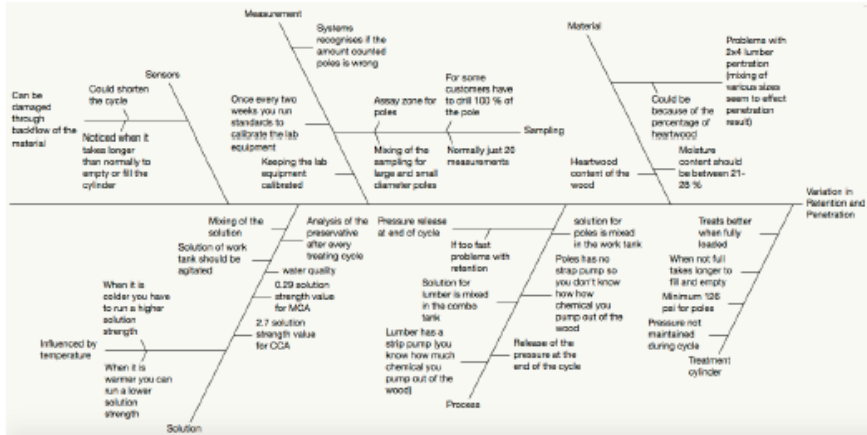 Measurement
Systems
recognises if the
amount counted
poles is wrong
Material
Problems with
2x4 lumber
pertration
(mixing of
various sizes
seem to effect
penetration
result)
Sensors
Could shorten
the cycle
Can be
damaged
through
backflow of the
material
Noticed when it
takes longer
than normally to
empty or fill the
cylinder
Once every two
weeks you run
standards to
calibrate the lab
equipment
Keeping the lab
equipment
calibrated
Assay zone for
poles
For some
customers have
to drill 100 % of
the pole
Sampling
Mixing of the
sampling for
large and small
diameter poles
Normally just 20
measurements
Could be
because of the
percentage of
heartwood
Heartwood
content of the
wood
Moisture
content should
be between 21-
28 %
Variation in
Retention and
Penetration
Mixing of the
solution
Solution of work
tank should be
agitated
Analysis of the
preservative
after every
treating cycle
water quality
0.29 solution
strength value
for MCA
2.7 solution
strength value
for CCA
When it is
colder you have
to run a higher
solution
strength
Influenced by
temperature
When it is
warmer you can
run a lower
solution
strength
Solution
Pressure release
at end of cycle
If too fast
problems with
retention
Solution for
lumber is mixed
in the combo
tank
Lumber has a
strip pump (you
know how much
chemical you
pump out of the
wood)
Process
solution for
poles is mixed
in the work tank
Poles has no
strap pump so
you don't know
how how
chemical you
pump out of the
wood
Release of the
pressure at the
end of the cycle
Treats better
when fully
loaded
When not full
takes longer to
fill and empty
Minimum 126
psi for poles
Pressure not
maintained
during cycle
Treatment
cylinder